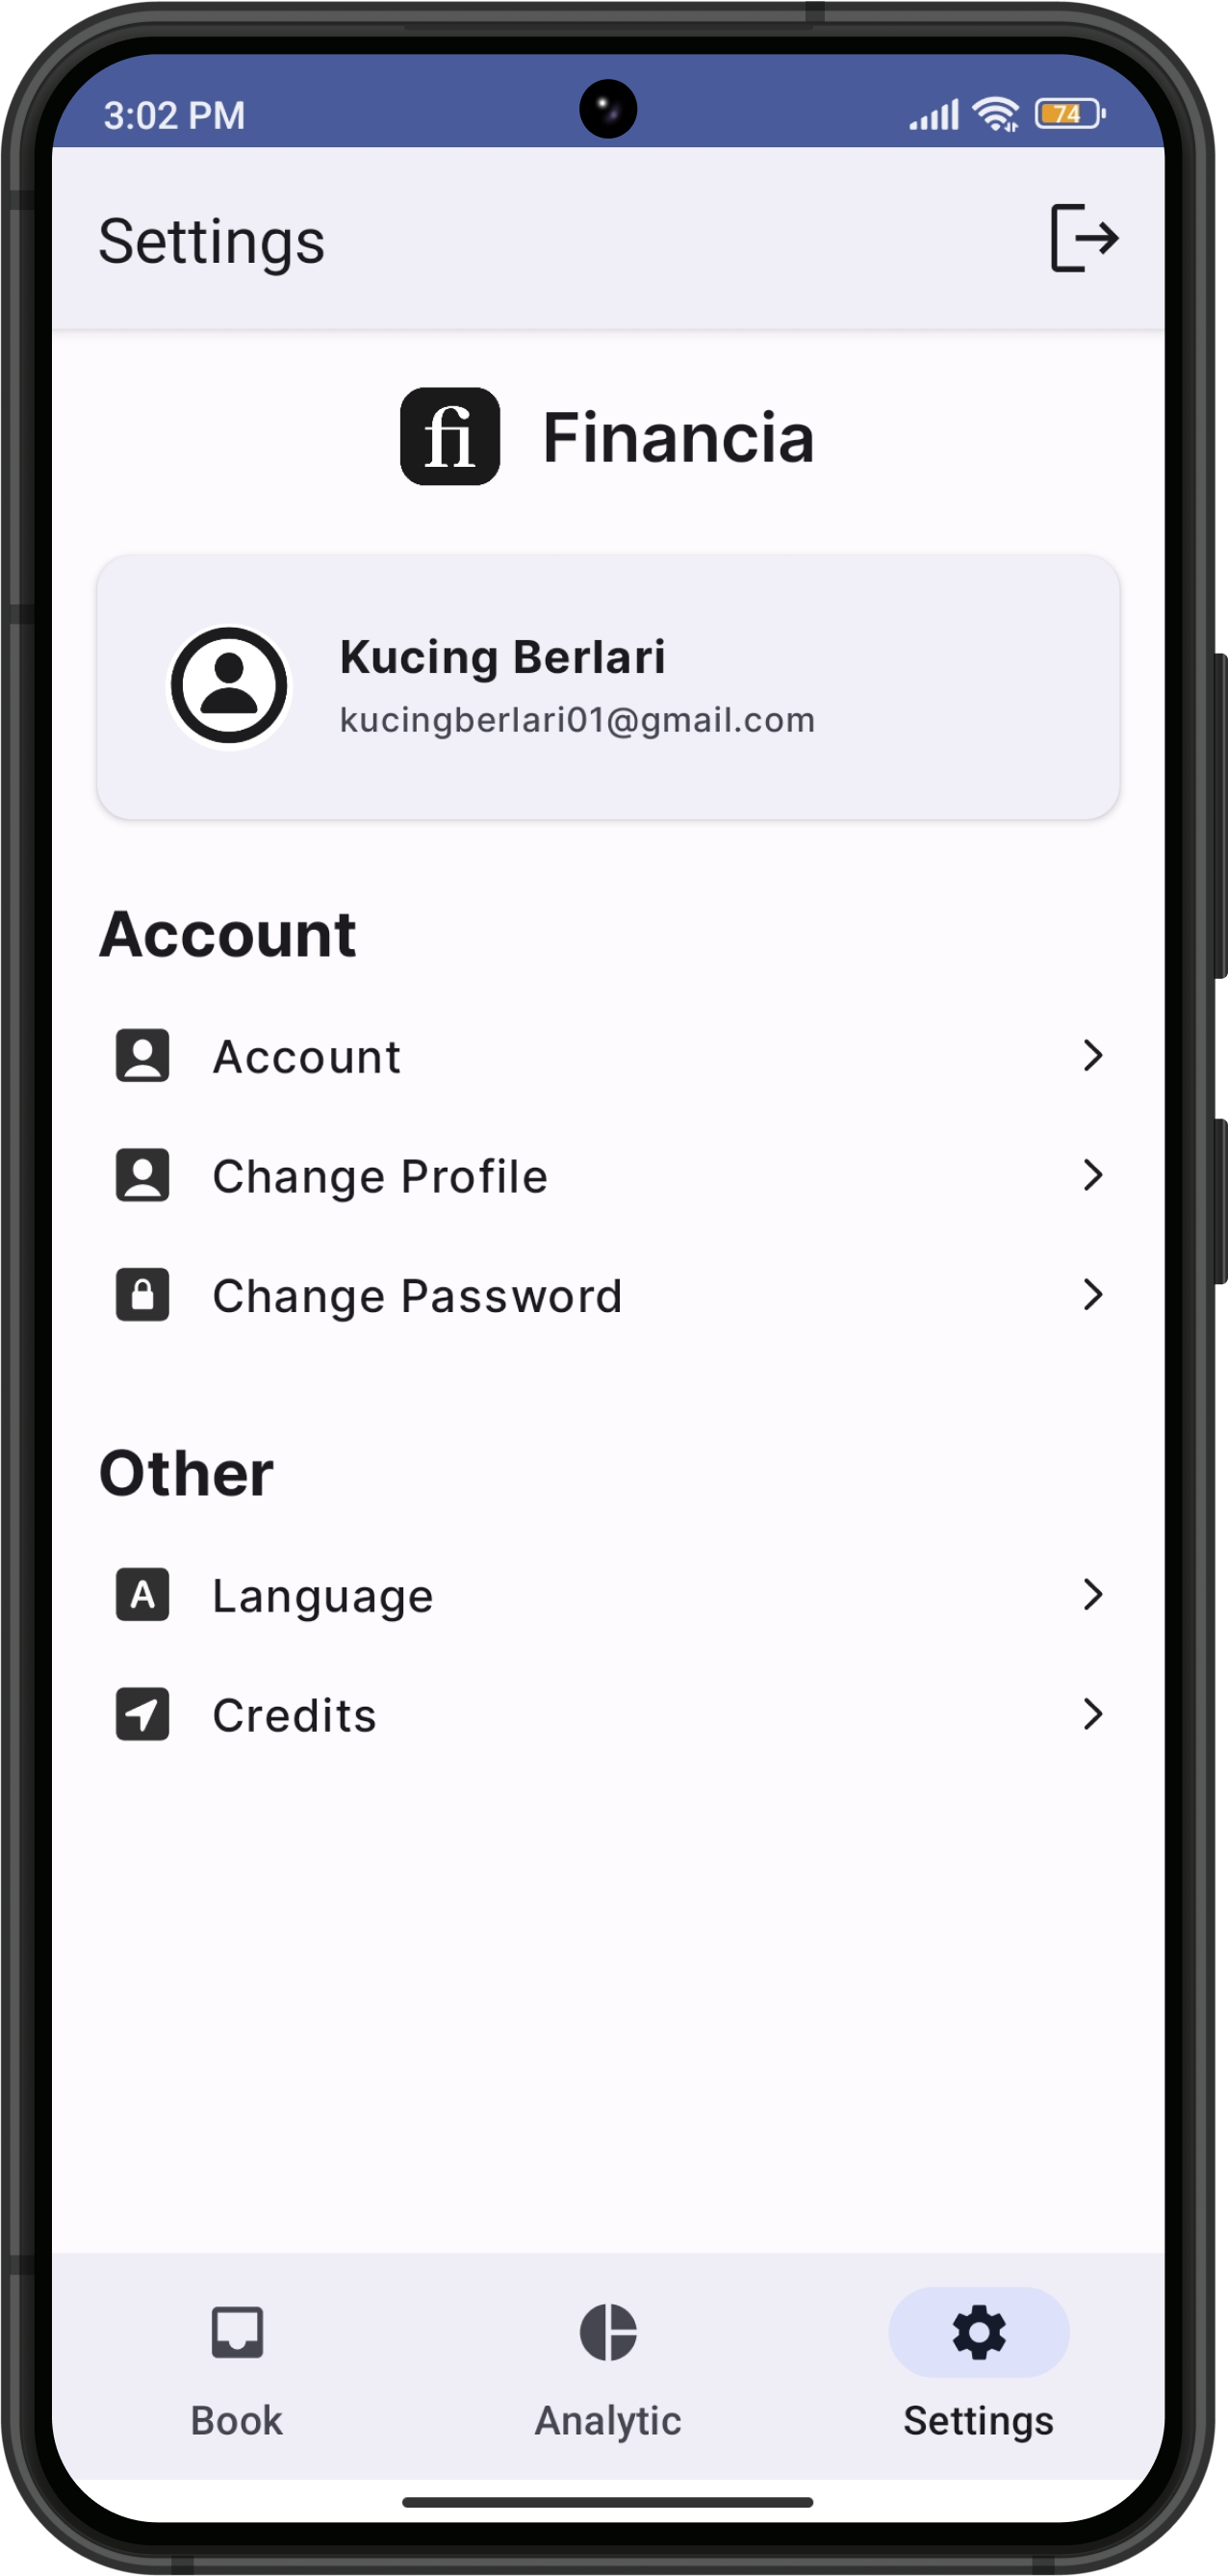 3:02 PM
74
Settings
fi Financia
Kucing Berlari
kucingberlari01@gmail.com
Account
Account
Change Profile
Change Password
Other
A Language
Credits
Book Analytic Settings